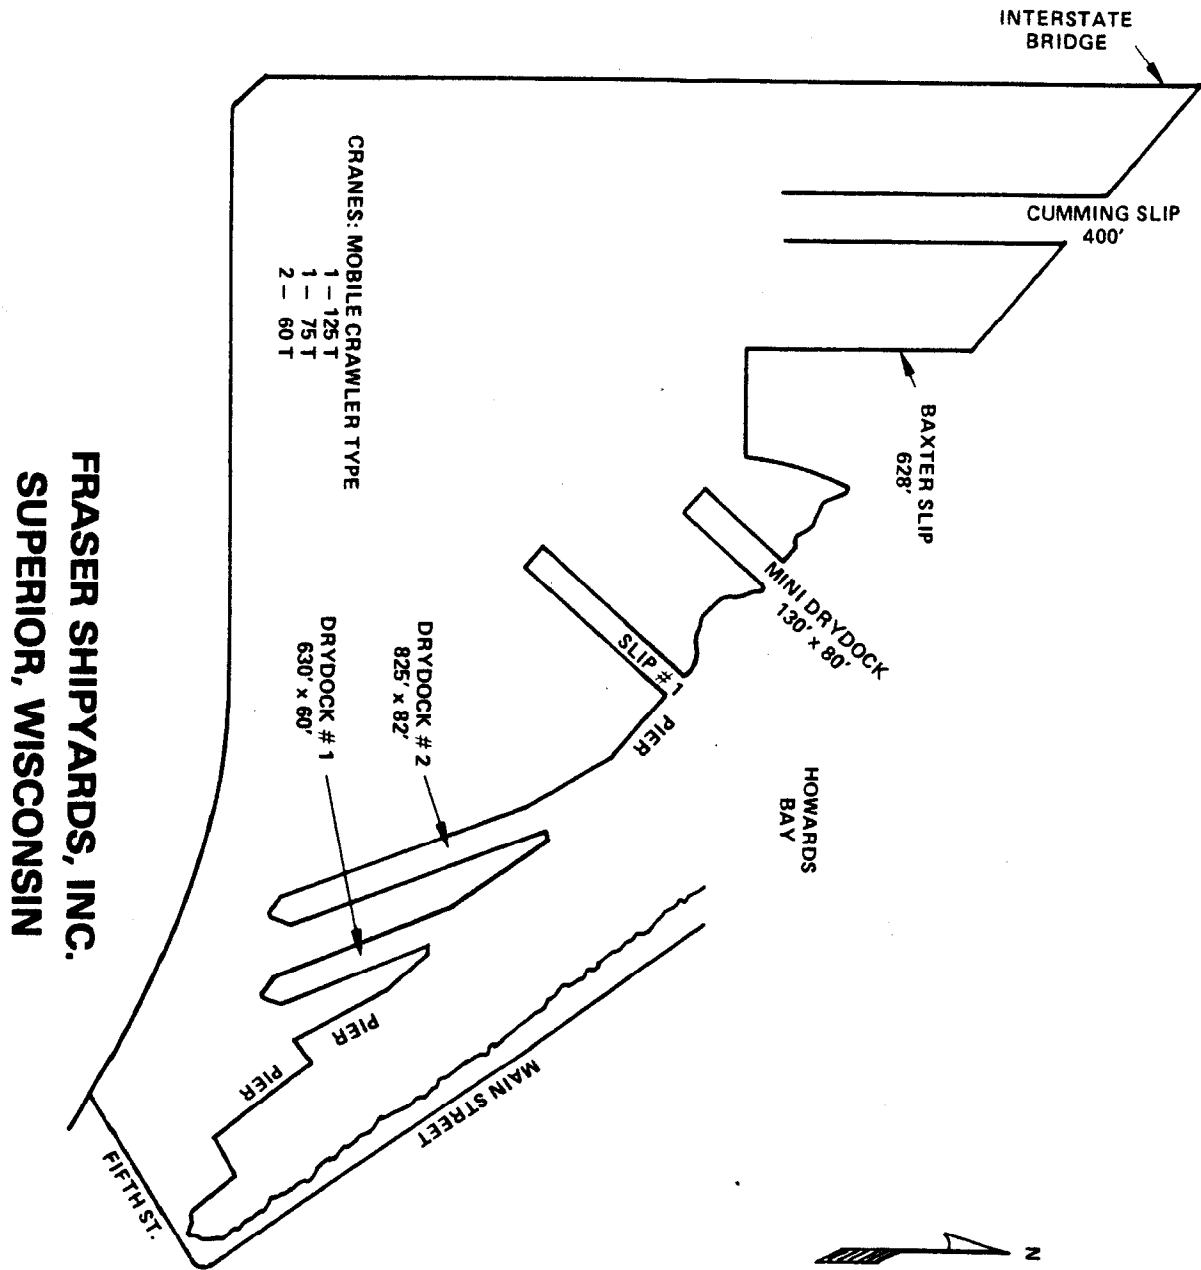 INTERSTATE
BRIDGE
CUMMING SLIP
400'
BAXTER SLIP
628'
CRANES: MOBILE CRAWLER TYPE
1 – 125 T
1 – 75 T
2 – 60 T
MINI DRYDOCK
130' x 80'
SLIP # 1
PIER
HOWARDS
BAY
DRYDOCK # 2
825' x 82'
DRYDOCK # 1
630' x 60'
PIER
PIER
MAIN STREET
FIFTH ST.
N
FRASER SHIPYARDS, INC.
SUPERIOR, WISCONSIN